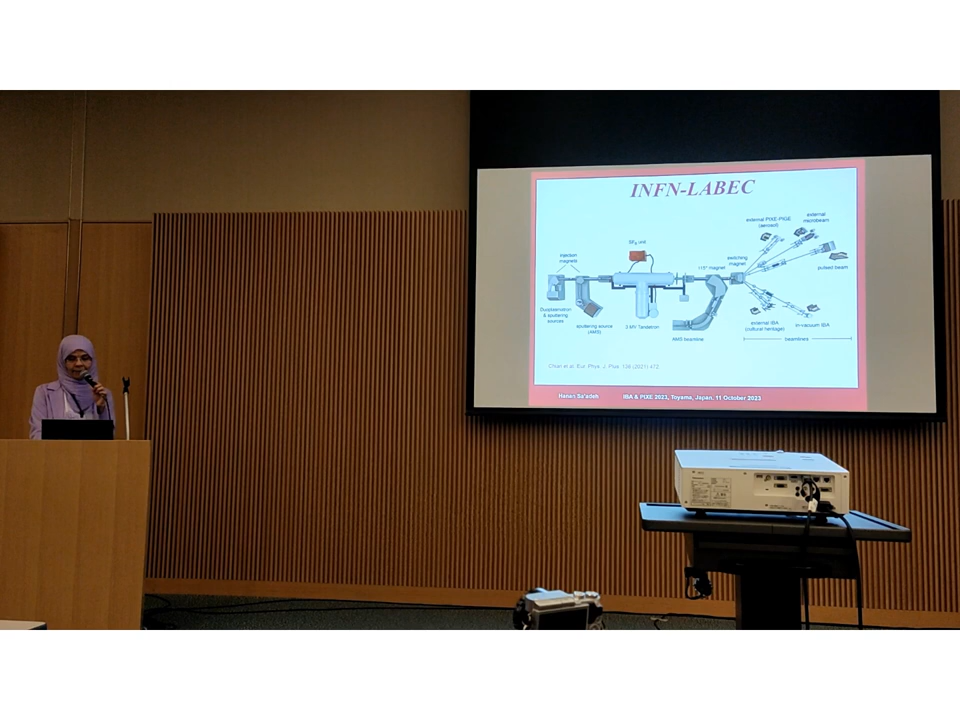 INFN-LABEC
external PIXE-PIGE
(aerosol)
external
microbeam
SF6 unit
injection
magnets
switching
magnet
115° magnet
pulsed beam
Duoplasmatron
& sputtering
sources
sputtering source
(AMS)
3 MV Tandetron
AMS beamline
external IBA
(cultural heritage)
in-vacuum IBA
beamlines
Chiari et al. Eur. Phys. J. Plus, 136 (2021) 472
Hanan Sa'adeh IBA & PIXE 2023, Toyama, Japan, 11 October 2023